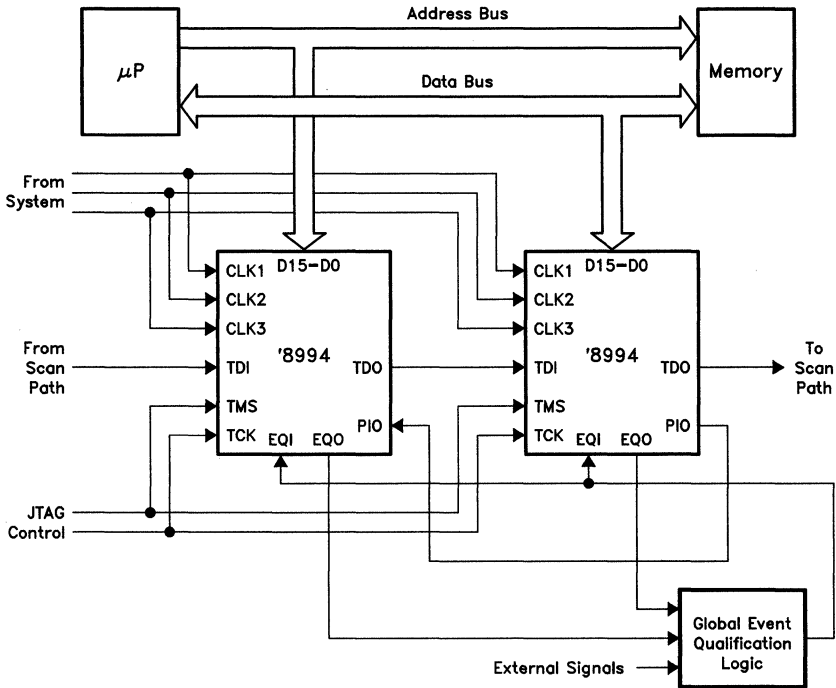 Address Bus
μP
Memory
Data Bus
From
System
D15-D0
D15-D0
CLK1
CLK1
CLK2
CLK2
CLK3
CLK3
'8994
'8994
From
Scan
Path
TDI
TDO
TDI
TDO
To
Scan
Path
TMS
PIO
TMS
PIO
TCK
EQI
EQO
TCK
EQI
EQO
JTAG
Control
Global Event
Qualification
Logic
External Signals